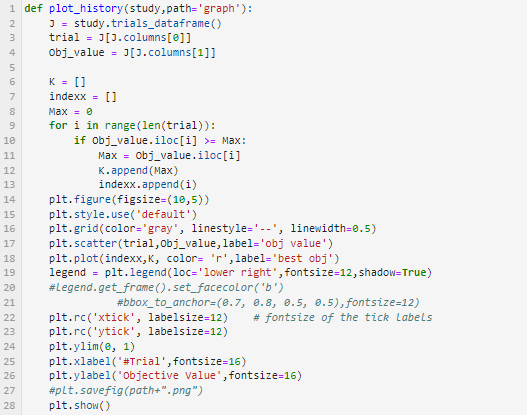 1 def plot_history(study,path='graph'):
2     J = study.trials_dataframe()
3     trial = J[J.columns[0]]
4     Obj_value = J[J.columns[1]]
5
6     K = []
7     indexx = []
8     Max = 0
9     for i in range(len(trial)):
10         if Obj_value.iloc[i] >= Max:
11             Max = Obj_value.iloc[i]
12             K.append(Max)
13             indexx.append(i)
14     plt.figure(figsize=(10,5))
15     plt.style.use('default')
16     plt.grid(color='gray', linestyle='--', linewidth=0.5)
17     plt.scatter(trial,Obj_value,label='obj value')
18     plt.plot(indexx,K, color= 'r',label='best obj')
19     legend = plt.legend(loc='lower right',fontsize=12,shadow=True)
20     #legend.get_frame().set_facecolor('b')
21                #bbox_to_anchor=(0.7, 0.8, 0.5, 0.5),fontsize=12)
22     plt.rc('xtick', labelsize=12)    # fontsize of the tick labels
23     plt.rc('ytick', labelsize=12)
24     plt.ylim(0, 1)
25     plt.xlabel('#Trial',fontsize=16)
26     plt.ylabel('Objective Value',fontsize=16)
27     #plt.savefig(path+".png")
28     plt.show()